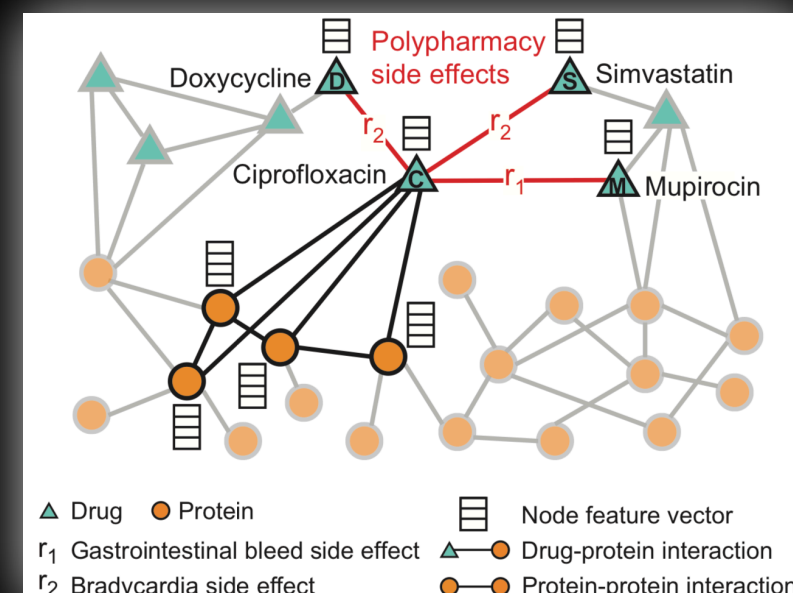 Polypharmacy
side effects
Doxycycline
D
S
Simvastatin
r2
r2
Ciprofloxacin
C
r1
M
Mupirocin
Drug
Protein
Node feature vector
r1 Gastrointestinal bleed side effect
Drug-protein interaction
r2 Bradycardia side effect
Protein-protein interaction